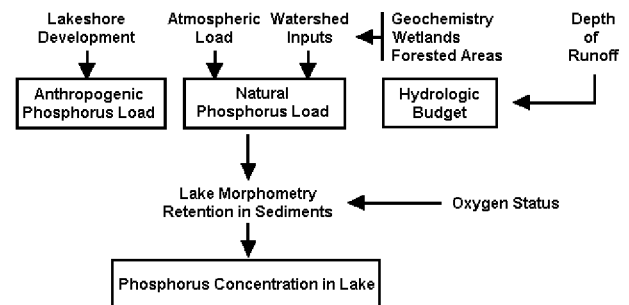 Lakeshore
Development
Atmospheric
Load
Watershed
Inputs
Geochemistry
Wetlands
Forested Areas
Depth
of
Runoff
Anthropogenic
Phosphorus Load
Natural
Phosphorus Load
Hydrologic
Budget
Lake Morphometry
Retention in Sediments
Oxygen Status
Phosphorus Concentration in Lake